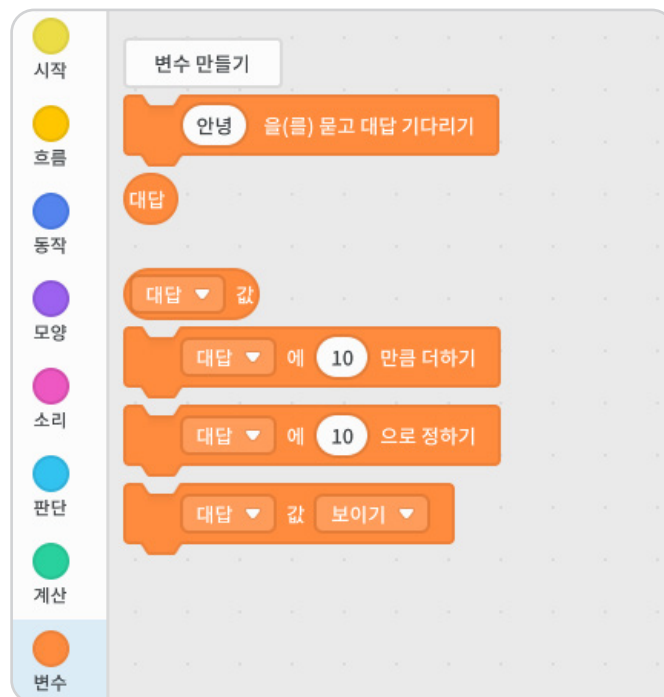 시작
흐름
동작
모양
소리
판단
계산
변수
변수 만들기
안녕 을(를) 묻고 대답 기다리기
대답
대답 값
대답 에 10 만큼 더하기
대답 에 10 으로 정하기
대답 값 보이기